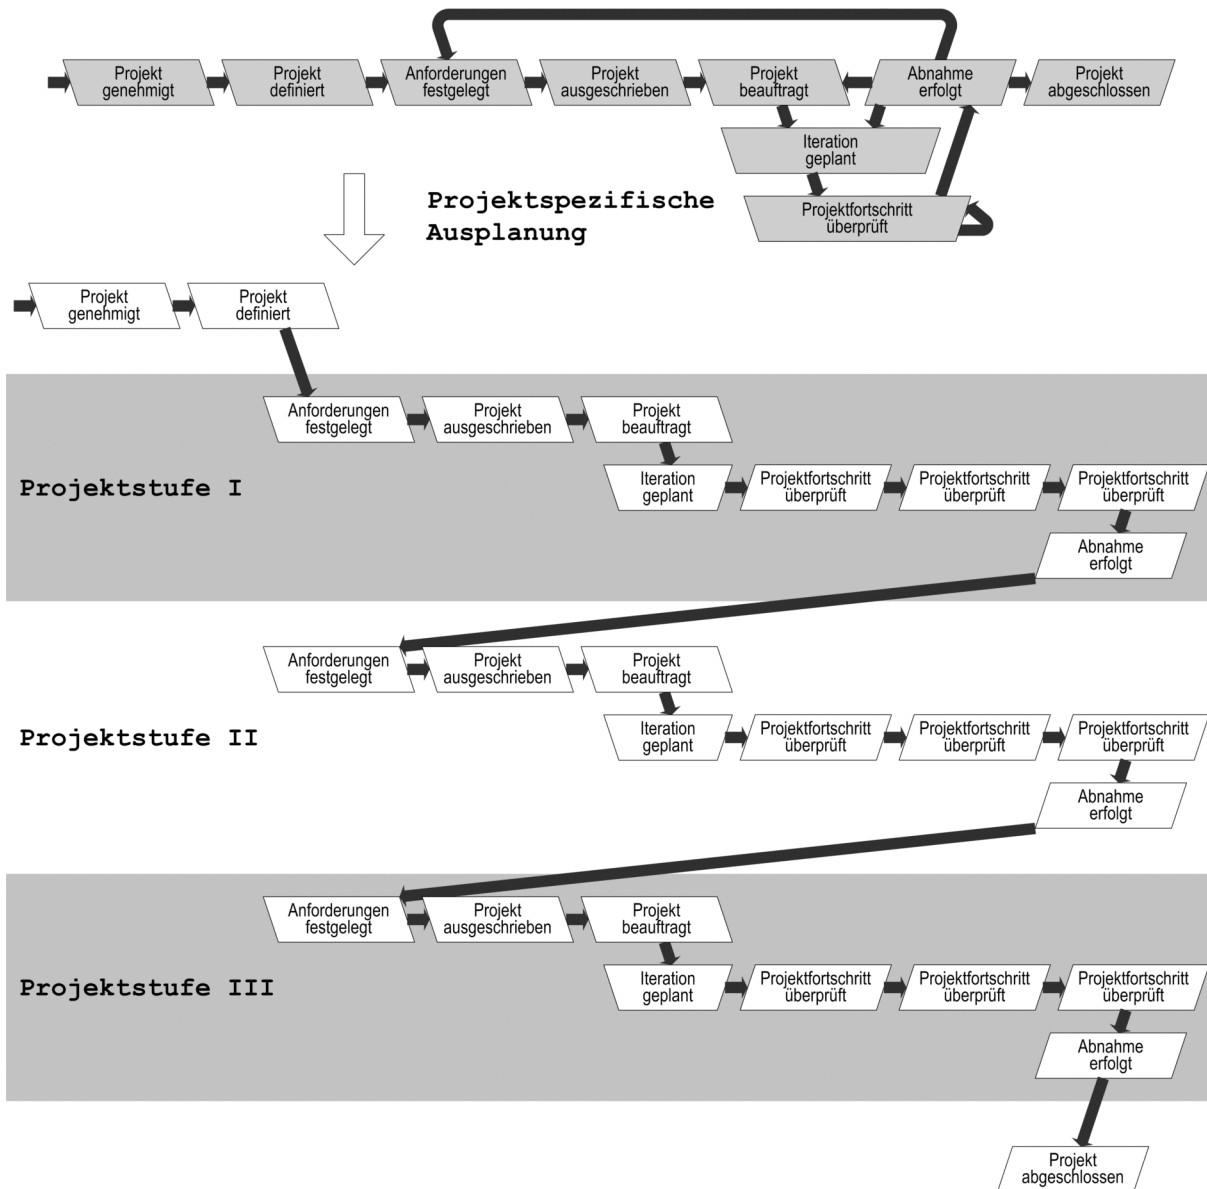 Projekt
genehmigt
Projekt
definiert
Anforderungen
festgelegt
Projekt
ausgeschrieben
Projekt
beauftragt
Abnahme
erfolgt
Projekt
abgeschlossen
Iteration
geplant
Projektfortschritt
überprüft
Projektspezifische
Ausplanung
Projekt
genehmigt
Projekt
definiert
Projektstufe I
Anforderungen
festgelegt
Projekt
ausgeschrieben
Projekt
beauftragt
Iteration
geplant
Projektfortschritt
überprüft
Projektfortschritt
überprüft
Projektfortschritt
überprüft
Abnahme
erfolgt
Projektstufe II
Anforderungen
festgelegt
Projekt
ausgeschrieben
Projekt
beauftragt
Iteration
geplant
Projektfortschritt
überprüft
Projektfortschritt
überprüft
Projektfortschritt
überprüft
Abnahme
erfolgt
Projektstufe III
Anforderungen
festgelegt
Projekt
ausgeschrieben
Projekt
beauftragt
Iteration
geplant
Projektfortschritt
überprüft
Projektfortschritt
überprüft
Projektfortschritt
überprüft
Abnahme
erfolgt
Projekt
abgeschlossen